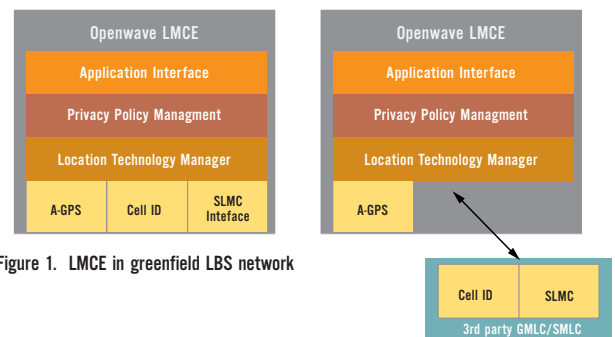 Openwave LMCE
Application Interface
Privacy Policy Managment
Location Technology Manager
A-GPS
Cell ID
SLMC
Inteface
Openwave LMCE
Application Interface
Privacy Policy Managment
Location Technology Manager
A-GPS
Figure 1. LMCE in greenfield LBS network
Cell ID
SLMC
3rd party GMLC/SMLC